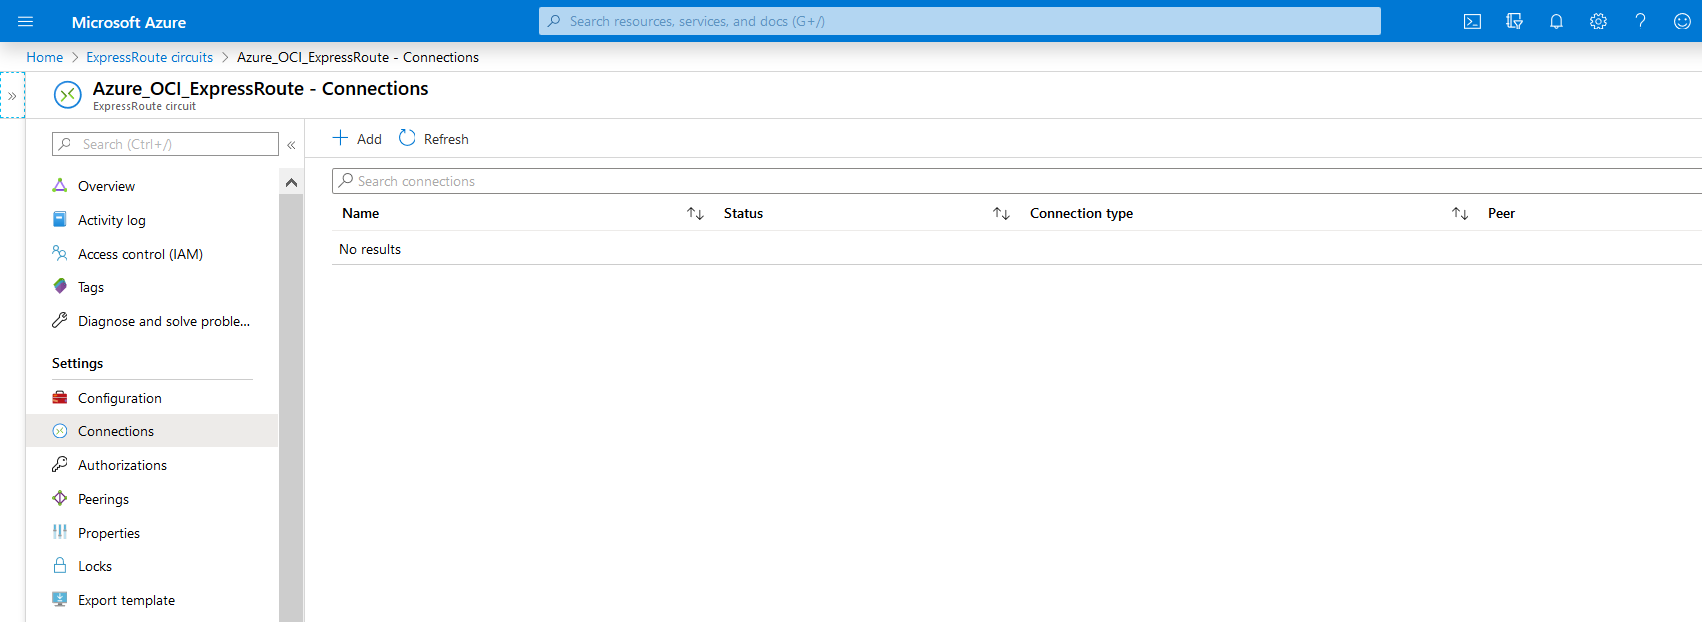 Microsoft Azure
Search resources, services, and docs (G+/)
Home > ExpressRoute circuits > Azure_OCI_ExpressRoute - Connections
Azure_OCI_ExpressRoute - Connections
ExpressRoute circuit
Search (Ctrl+/)
Overview
Activity log
Access control (IAM)
Tags
Diagnose and solve proble...
Settings
Configuration
Connections
Authorizations
Peerings
Properties
Locks
Export template
Add Refresh
Search connections
Name Status Connection type Peer
No results